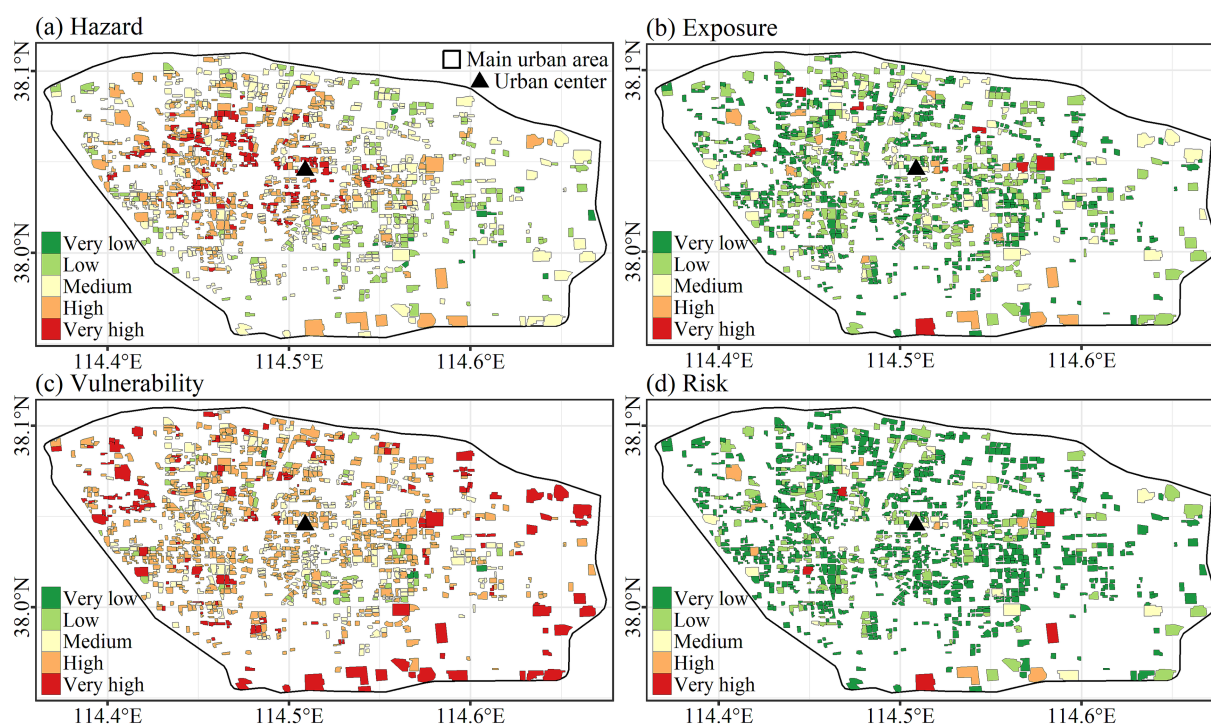 (a) Hazard
Main urban area
Urban center
38.1°N
38.0°N
Very low
Low
Medium
High
Very high
114.4°E 114.5°E 114.6°E
(b) Exposure
38.1°N
38.0°N
Very low
Low
Medium
High
Very high
114.4°E 114.5°E 114.6°E
(c) Vulnerability
38.1°N
38.0°N
Very low
Low
Medium
High
Very high
114.4°E 114.5°E 114.6°E
(d) Risk
38.1°N
38.0°N
Very low
Low
Medium
High
Very high
114.4°E 114.5°E 114.6°E